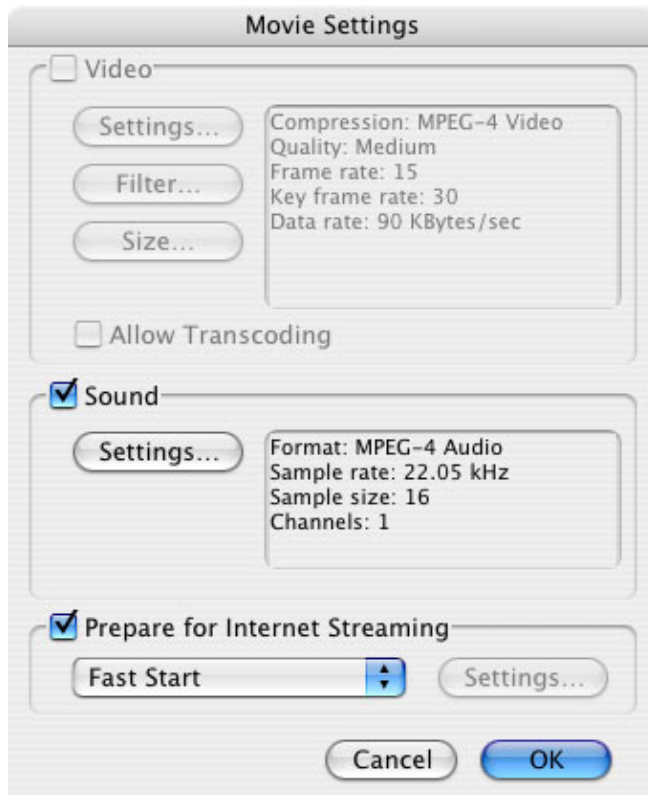 Movie Settings
Video
Settings...
Compression: MPEG-4 Video
Quality: Medium
Filter...
Frame rate: 15
Key frame rate: 30
Data rate: 90 KBytes/sec
Size...
Allow Transcoding
Sound
Settings...
Format: MPEG-4 Audio
Sample rate: 22.05 kHz
Sample size: 16
Channels: 1
Prepare for Internet Streaming
Fast Start
Settings...
Cancel
OK